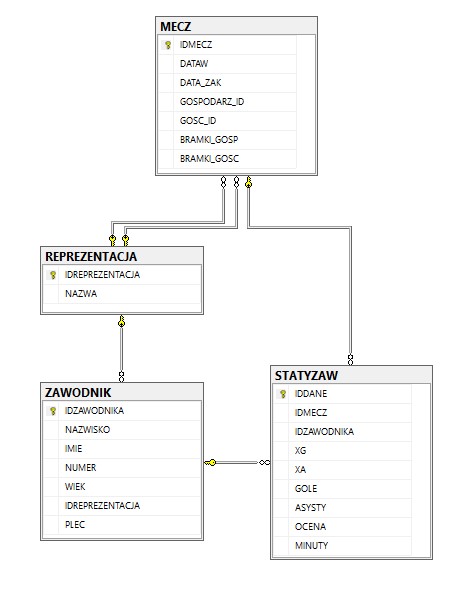 MECZ
IDMECZ
DATAW
DATA_ZAK
GOSPODARZ_ID
GOSC_ID
BRAMKI_GOSP
BRAMKI_GOSC
REPREZENTACJA
IDREPREZENTACJA
NAZWA
ZAWODNIK
IDZAWODNIKA
NAZWISKO
IMIE
NUMER
WIEK
IDREPREZENTACJA
PLEC
STATYZAW
IDDANE
IDMECZ
IDZAWODNIKA
XG
XA
GOLE
ASYSTY
OCENA
MINUTY